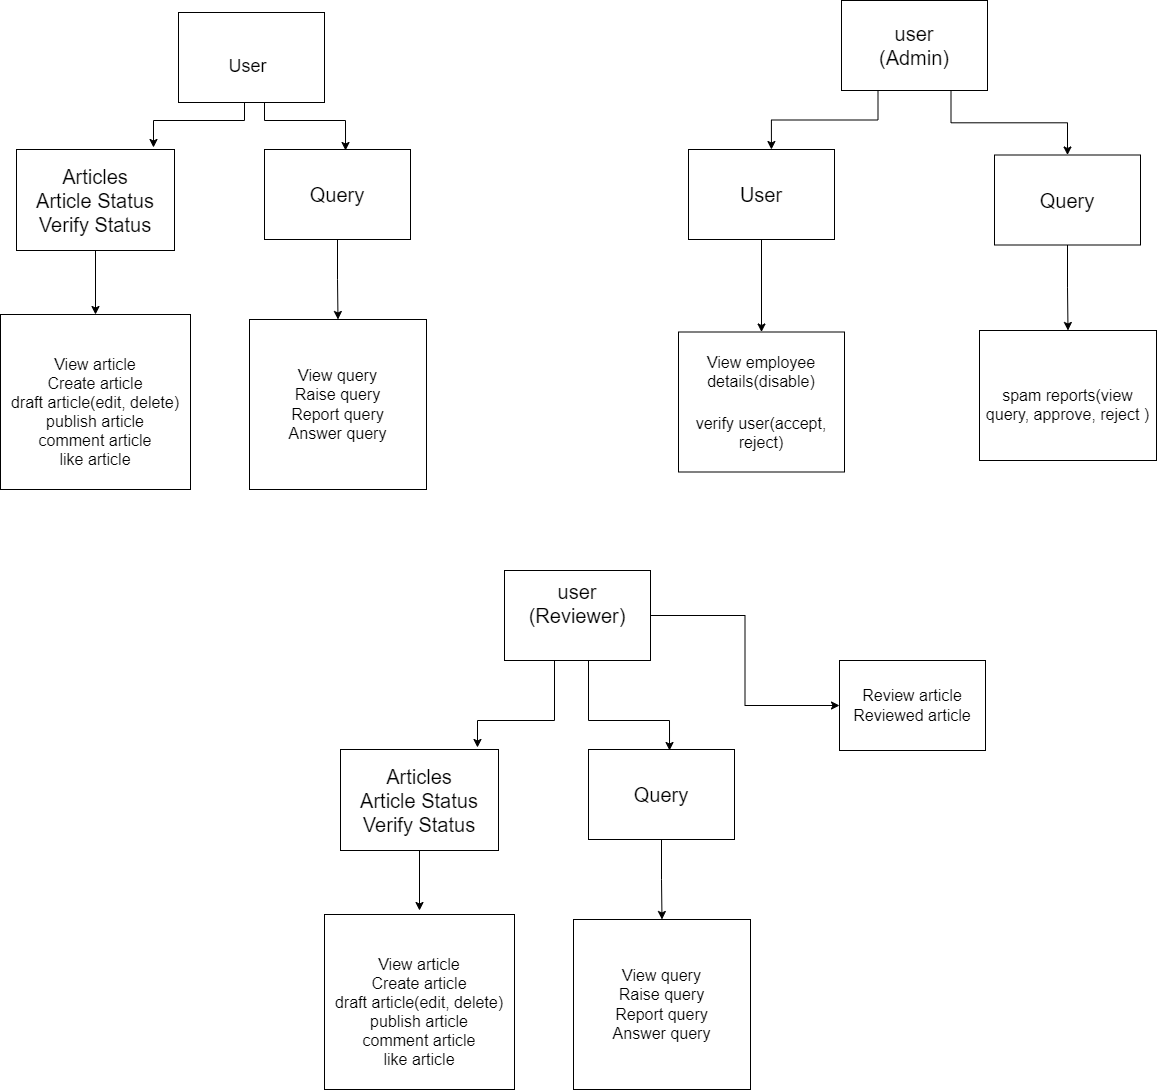 User
Articles
Article Status
Verify Status
Query
View article
Create article
draft article(edit, delete)
publish article
comment article
like article
View query
Raise query
Report query
Answer query
user
(Admin)
User
Query
View employee
details(disable)
verify user(accept,
reject)
spam reports(view
query, approve, reject )
user
(Reviewer)
Review article
Reviewed article
Articles
Article Status
Verify Status
Query
View article
Create article
draft article(edit, delete)
publish article
comment article
like article
View query
Raise query
Report query
Answer query